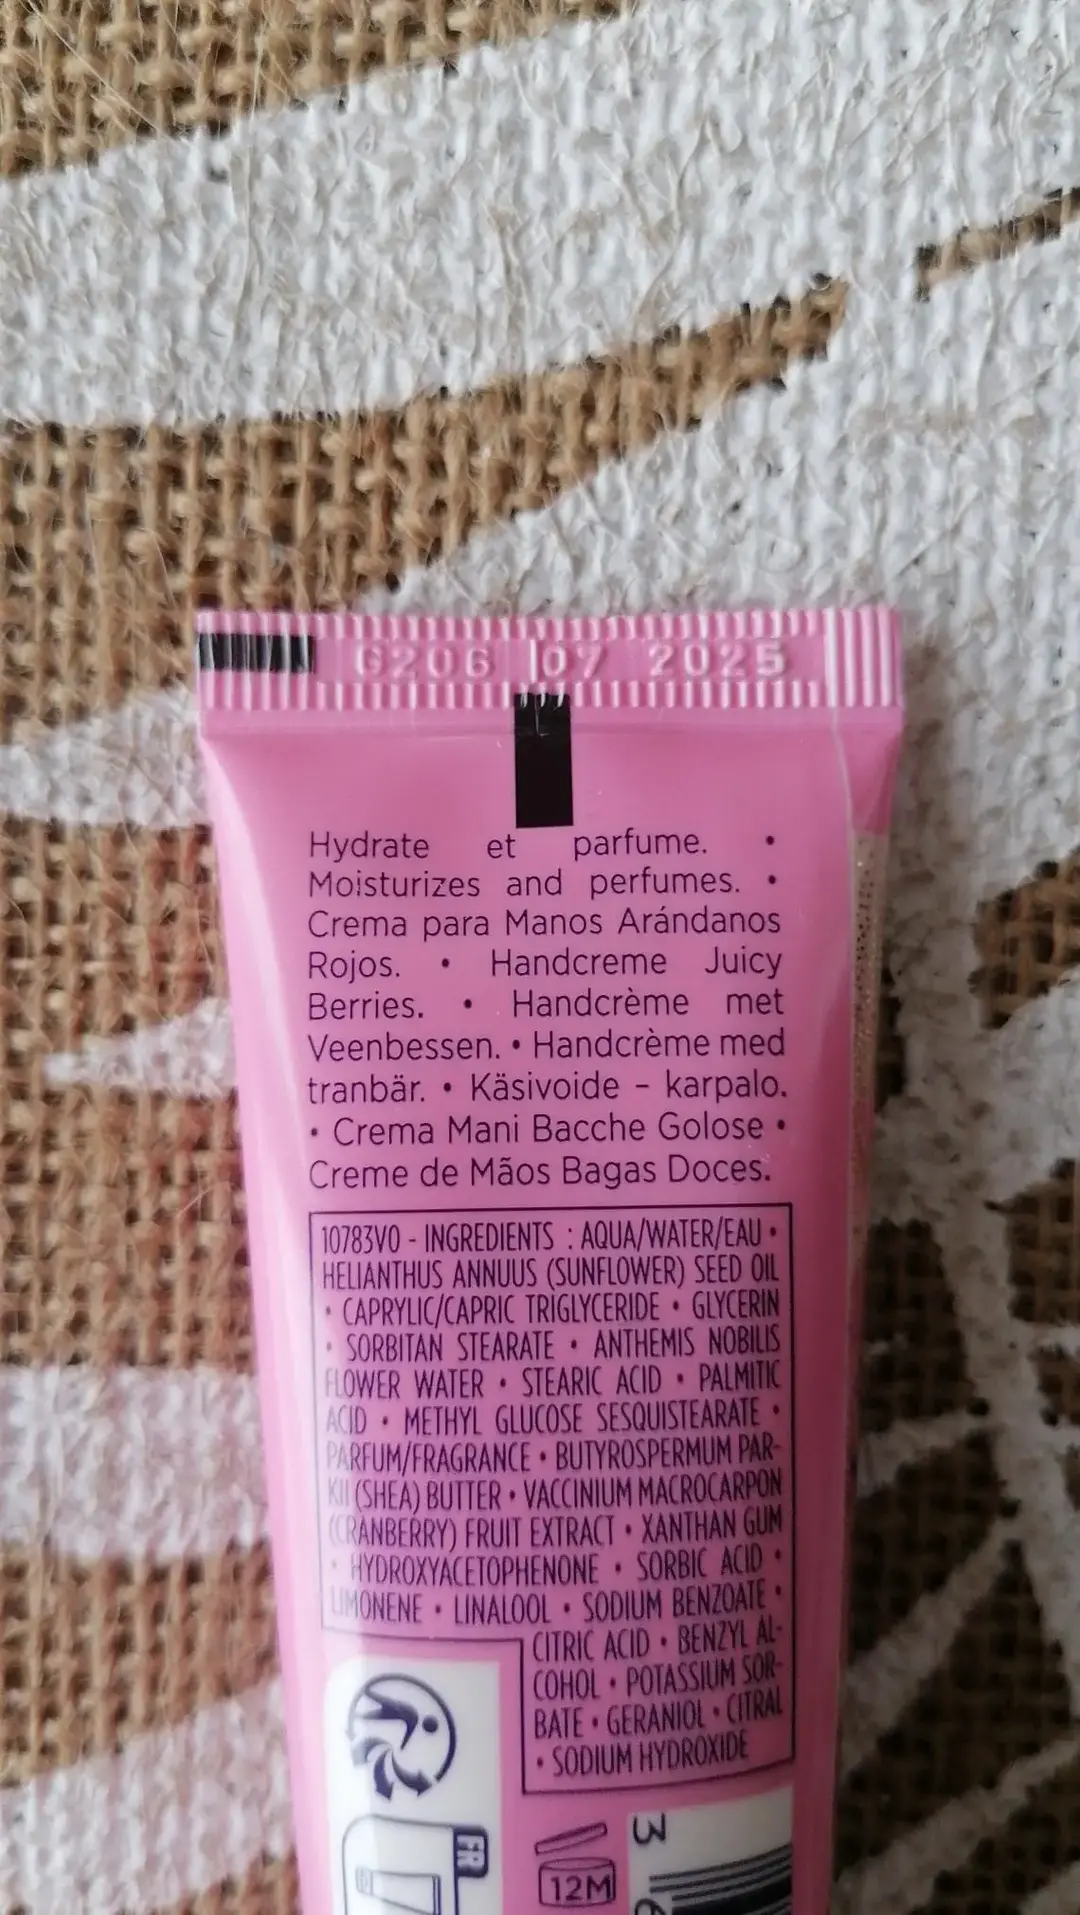 G206 07 2025
Hydrate et parfume. •
Moisturizes and perfumes. •
Crema para Manos Arándanos
Rojos. • Handcreme Juicy
Berries. • Handcrème met
Veenbessen. • Handcrème med
tranbär. • Käsivoide – karpalo.
• Crema Mani Bacche Golose •
Creme de Mãos Bagas Doces.
10783V0 - INGREDIENTS : AQUA/WATER/EAU •
HELIANTHUS ANNUUS (SUNFLOWER) SEED OIL
• CAPRYLIC/CAPRIC TRIGLYCERIDE • GLYCERIN
• SORBITAN STEARATE • ANTHEMIS NOBILIS
FLOWER WATER • STEARIC ACID • PALMITIC
ACID • METHYL GLUCOSE SESQUISTEARATE •
PARFUM/FRAGRANCE • BUTYROSPERMUM PAR-
KII (SHEA) BUTTER • VACCINIUM MACROCARPON
(CRANBERRY) FRUIT EXTRACT • XANTHAN GUM
• HYDROXYACETOPHENONE • SORBIC ACID •
LIMONENE • LINALOOL • SODIUM BENZOATE •
CITRIC ACID • BENZYL AL-
COHOL • POTASSIUM SOR-
BATE • GERANIOL • CITRAL
• SODIUM HYDROXIDE
FR
12M
3
6